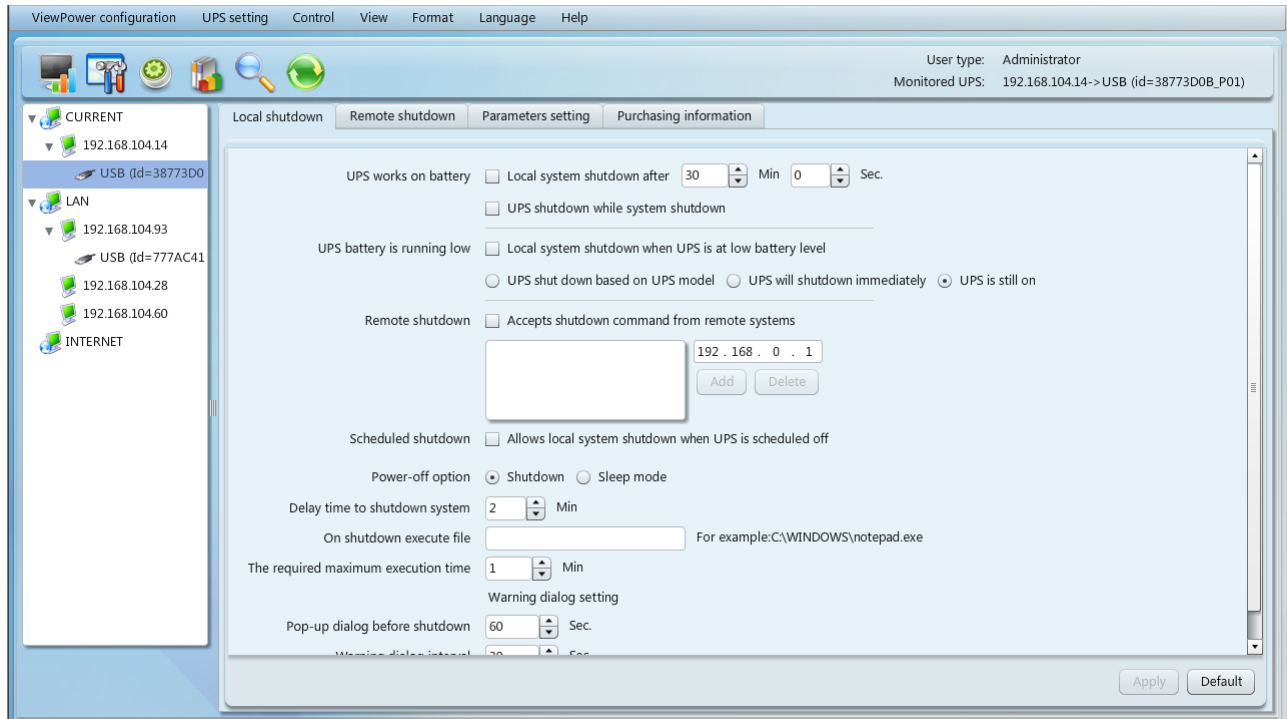 ViewPower configuration UPS setting Control View Format Language Help
User type: Administrator
Monitored UPS: 192.168.104.14->USB (id=38773D0B_P01)
CURRENT
192.168.104.14
USB (Id=38773D0
LAN
192.168.104.93
USB (Id=777AC41
192.168.104.28
192.168.104.60
INTERNET
Local shutdown Remote shutdown Parameters setting Purchasing information
UPS works on battery Local system shutdown after 30 Min 0 Sec.
UPS shutdown while system shutdown
UPS battery is running low Local system shutdown when UPS is at low battery level
UPS shut down based on UPS model UPS will shutdown immediately UPS is still on
Remote shutdown Accepts shutdown command from remote systems
192 . 168 . 0 . 1
Add Delete
Scheduled shutdown Allows local system shutdown when UPS is scheduled off
Power-off option Shutdown Sleep mode
Delay time to shutdown system 2 Min
On shutdown execute file For example:C:\WINDOWS\notepad.exe
The required maximum execution time 1 Min
Warning dialog setting
Pop-up dialog before shutdown 60 Sec.
Warning dialog interval 30 Sec.
Apply Default